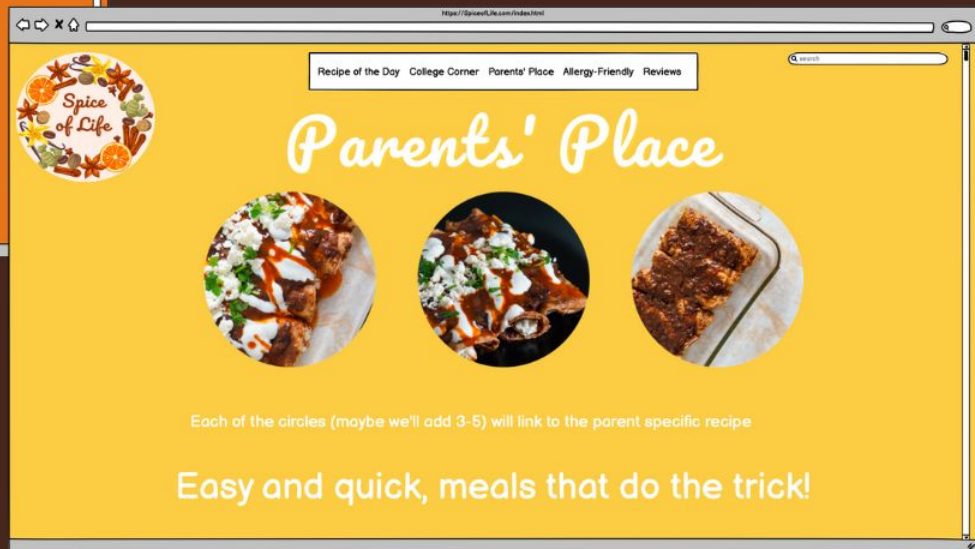 https://SpiceofLife.com/index.html
Spice
of Life
Recipe of the Day College Corner Parents' Place Allergy-Friendly Reviews
search
Parents' Place
Each of the circles (maybe we'll add 3-5) will link to the parent specific recipe
Easy and quick, meals that do the trick!